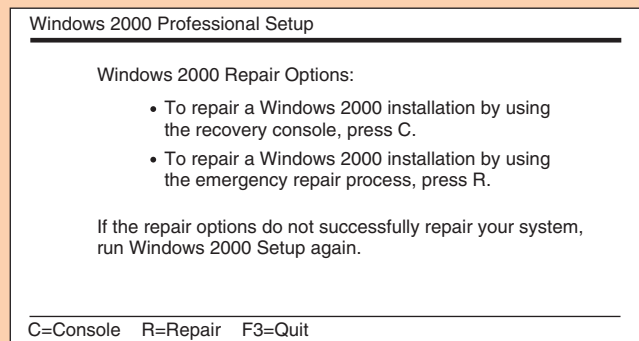 Windows 2000 Professional Setup
Windows 2000 Repair Options:
• To repair a Windows 2000 installation by using
the recovery console, press C.
• To repair a Windows 2000 installation by using
the emergency repair process, press R.
If the repair options do not successfully repair your system,
run Windows 2000 Setup again.
C=Console R=Repair F3=Quit